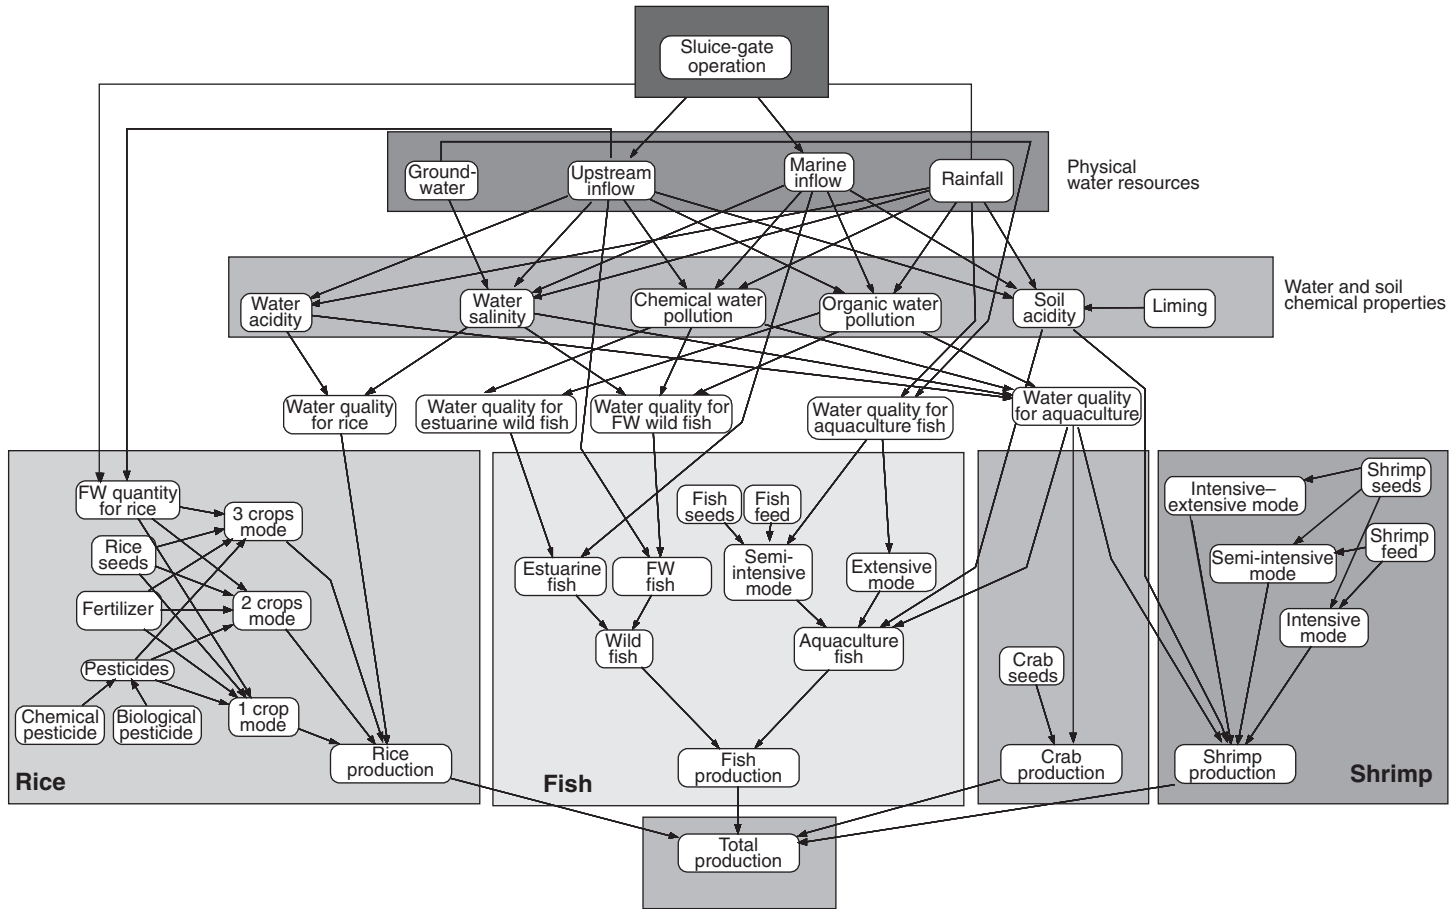 Sluice-gate
operation
Ground-
water
Upstream
inflow
Marine
inflow
Rainfall
Physical
water resources
Water
acidity
Water
salinity
Chemical water
pollution
Organic water
pollution
Soil
acidity
Liming
Water and soil
chemical properties
Water quality
for rice
Water quality for
estuarine wild fish
Water quality for
FW wild fish
Water quality for
aquaculture fish
Water quality
for aquaculture
FW quantity
for rice
3 crops
mode
Rice
seeds
Fertilizer
2 crops
mode
Pesticides
Chemical
pesticide
Biological
pesticide
1 crop
mode
Rice
production
Rice
Fish
seeds
Fish
feed
Estuarine
fish
FW
fish
Semi-
intensive
mode
Extensive
mode
Wild
fish
Aquaculture
fish
Fish
production
Fish
Crab
seeds
Crab
production
Intensive–
extensive mode
Shrimp
seeds
Shrimp
feed
Semi-intensive
mode
Intensive
mode
Shrimp
production
Shrimp
Total
production